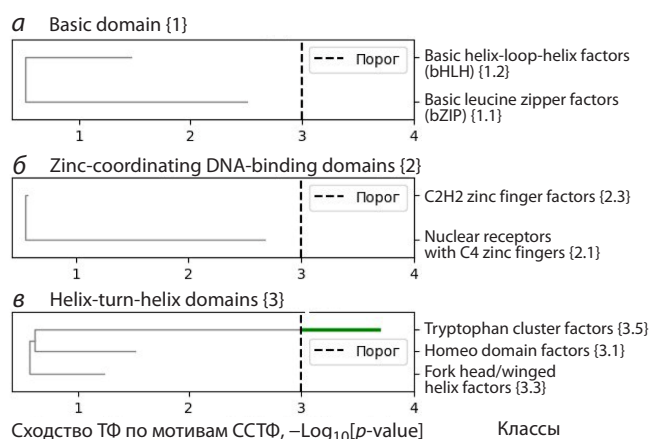 а Basic domain {1}
Порог
Basic helix-loop-helix factors
(bHLH) {1.2}
Basic leucine zipper factors
(bZIP) {1.1}
1 2 3 4
б Zinc-coordinating DNA-binding domains {2}
Порог
C2H2 zinc finger factors {2.3}
Nuclear receptors
with C4 zinc fingers {2.1}
1 2 3 4
в Helix-turn-helix domains {3}
Tryptophan cluster factors {3.5}
Порог
Homeo domain factors {3.1}
Fork head/winged
helix factors {3.3}
1 2 3 4
Сходство ТФ по мотивам ССТФ, –Log10[p-value] Классы